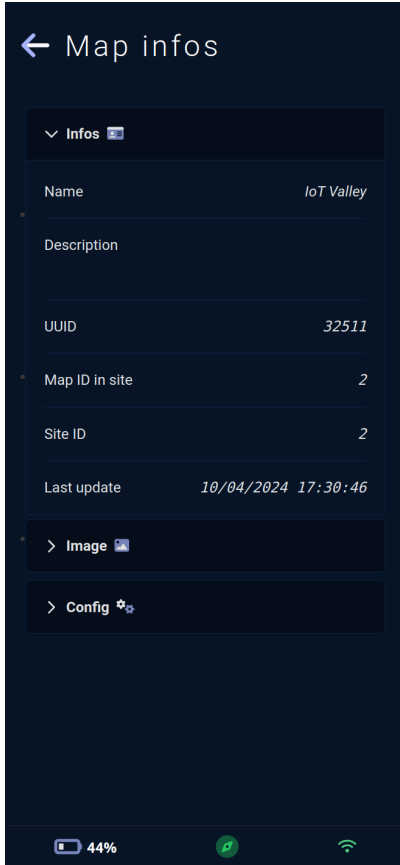 Map infos
Infos
Name IoT Valley
Description
UUID 32511
Map ID in site 2
Site ID 2
Last update 10/04/2024 17:30:46
Image
Config
44%